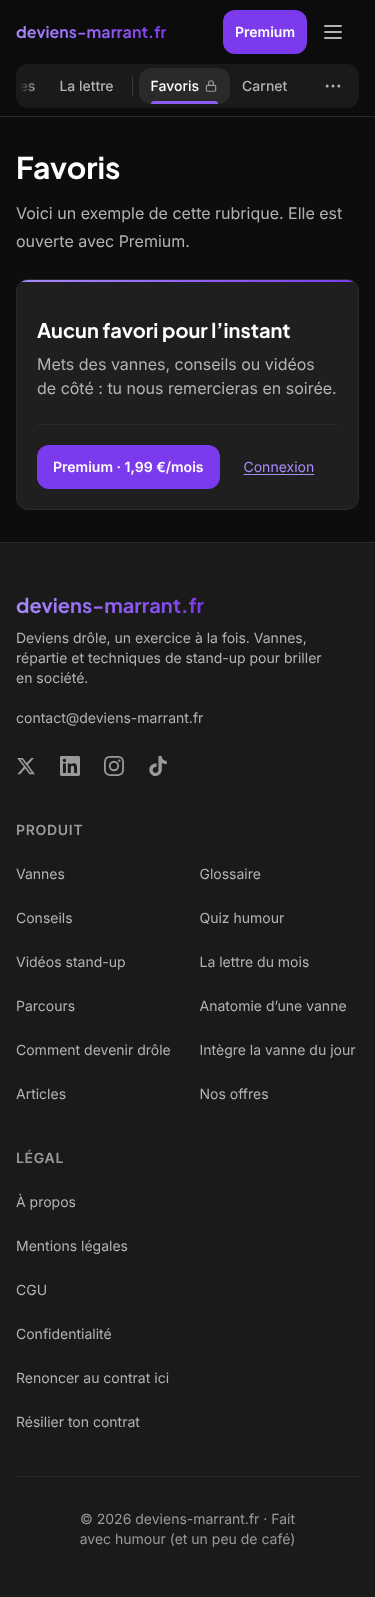 deviens-marrant.fr
Premium
es
La lettre
Favoris
Carnet
Favoris
Voici un exemple de cette rubrique. Elle est
ouverte avec Premium.
Aucun favori pour l’instant
Mets des vannes, conseils ou vidéos
de côté : tu nous remercieras en soirée.
Premium · 1,99 €/mois
Connexion
deviens-marrant.fr
Deviens drôle, un exercice à la fois. Vannes,
répartie et techniques de stand-up pour briller
en société.
contact@deviens-marrant.fr
PRODUIT
Vannes
Glossaire
Conseils
Quiz humour
Vidéos stand-up
La lettre du mois
Parcours
Anatomie d’une vanne
Comment devenir drôle
Intègre la vanne du jour
Articles
Nos offres
LÉGAL
À propos
Mentions légales
CGU
Confidentialité
Renoncer au contrat ici
Résilier ton contrat
© 2026 deviens-marrant.fr · Fait
avec humour (et un peu de café)